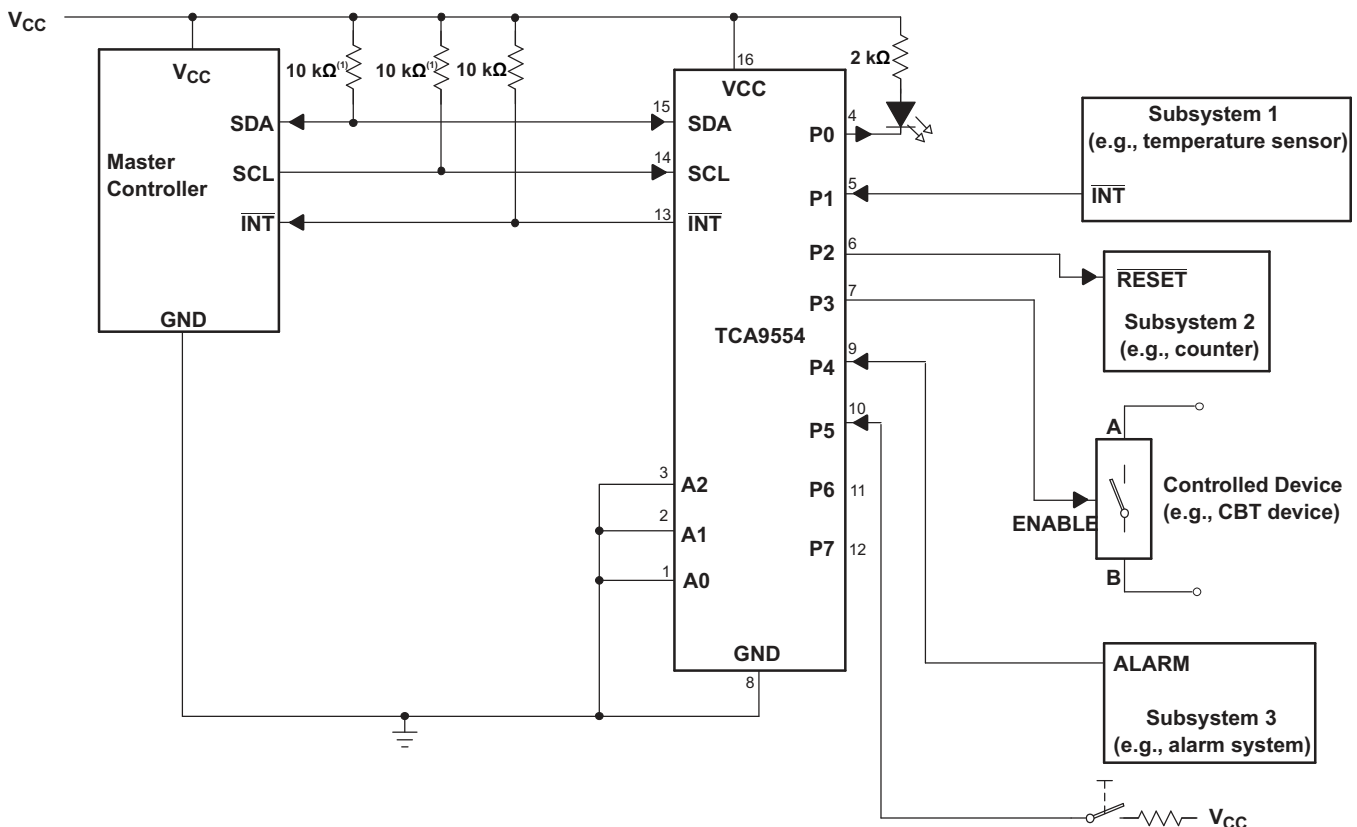 V_CC
V_CC
10 kΩ(1)
10 kΩ(1)
10 kΩ
SDA
SCL
INT
Master
Controller
GND
16
VCC
15
SDA
14
SCL
13
INT
TCA9554
3
A2
2
A1
1
A0
GND
8
P0
4
P1
5
P2
6
P3
7
P4
9
P5
10
P6
11
P7
12
2 kΩ
Subsystem 1
(e.g., temperature sensor)
INT
RESET
Subsystem 2
(e.g., counter)
A
ENABLE
B
Controlled Device
(e.g., CBT device)
ALARM
Subsystem 3
(e.g., alarm system)
V_CC